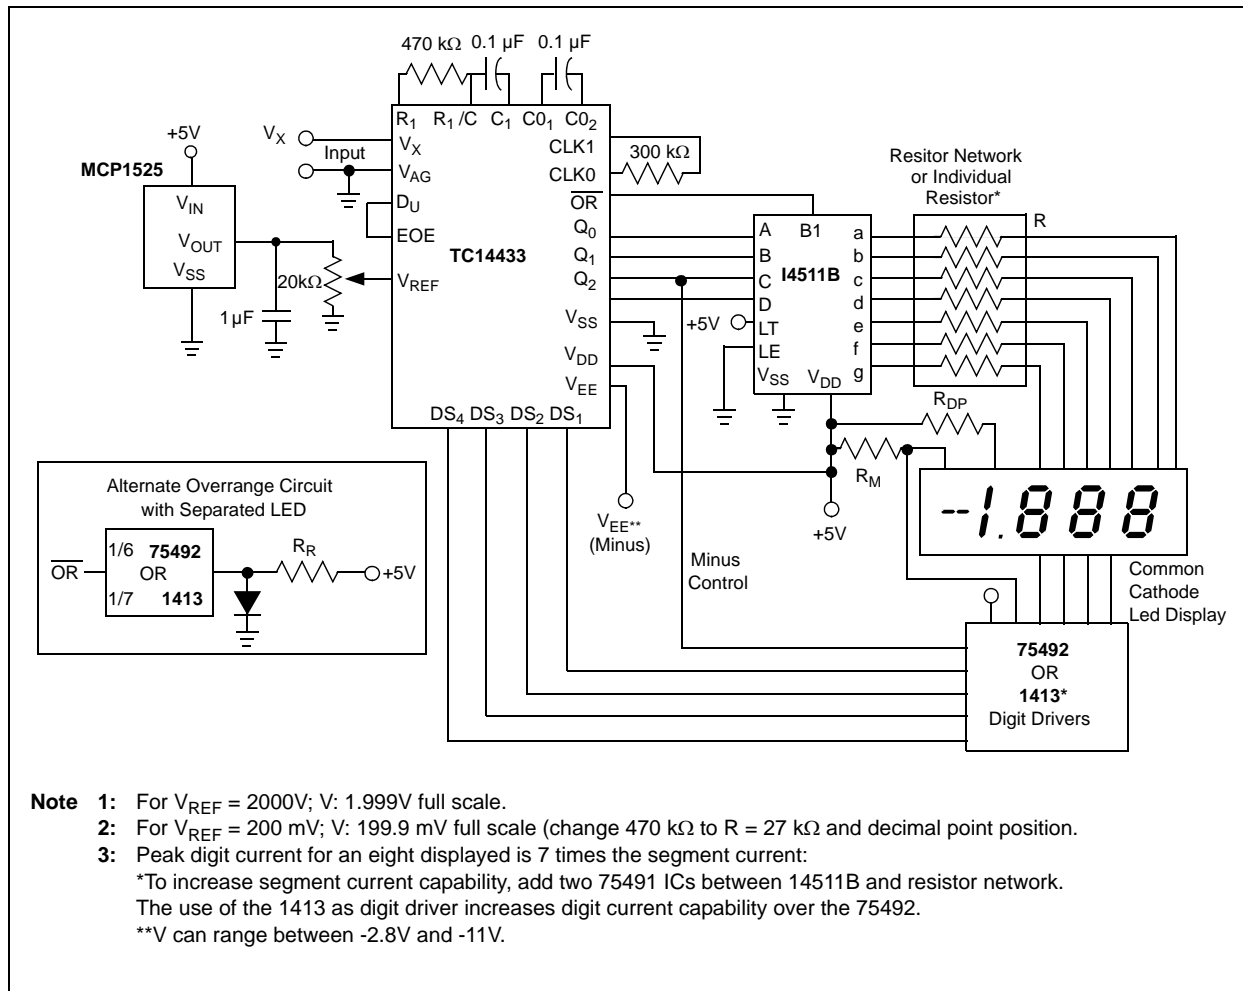 470 kΩ 0.1 µF 0.1 µF
R1 R1 /C C1 C01 C02
VX
VX
Input
VAG
DU
EOE
VREF
TC14433
CLK1
CLK0
300 kΩ
OR
Q0
Q1
Q2
VSS
VDD
VEE
DS4 DS3 DS2 DS1
+5V
MCP1525
VIN
VOUT
VSS
20kΩ
1µF
A B1 a
B b
I4511B
C c
D d
+5V
LT e
LE f
VSS VDD g
Resitor Network
or Individual
Resistor*
R
RDP
RM
+5V
VEE**
(Minus)
Minus
Control
-1.888
Common
Cathode
Led Display
75492
OR
1413*
Digit Drivers
Alternate Overrange Circuit
with Separated LED
OR
1/6 75492
OR
1/7 1413
RR
+5V
Note 1: For VREF = 2000V; V: 1.999V full scale.
2: For VREF = 200 mV; V: 199.9 mV full scale (change 470 kΩ to R = 27 kΩ and decimal point position.
3: Peak digit current for an eight displayed is 7 times the segment current:
*To increase segment current capability, add two 75491 ICs between 14511B and resistor network.
The use of the 1413 as digit driver increases digit current capability over the 75492.
**V can range between -2.8V and -11V.